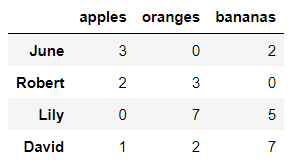 apples oranges bananas
June 3 0 2
Robert 2 3 0
Lily 0 7 5
David 1 2 7